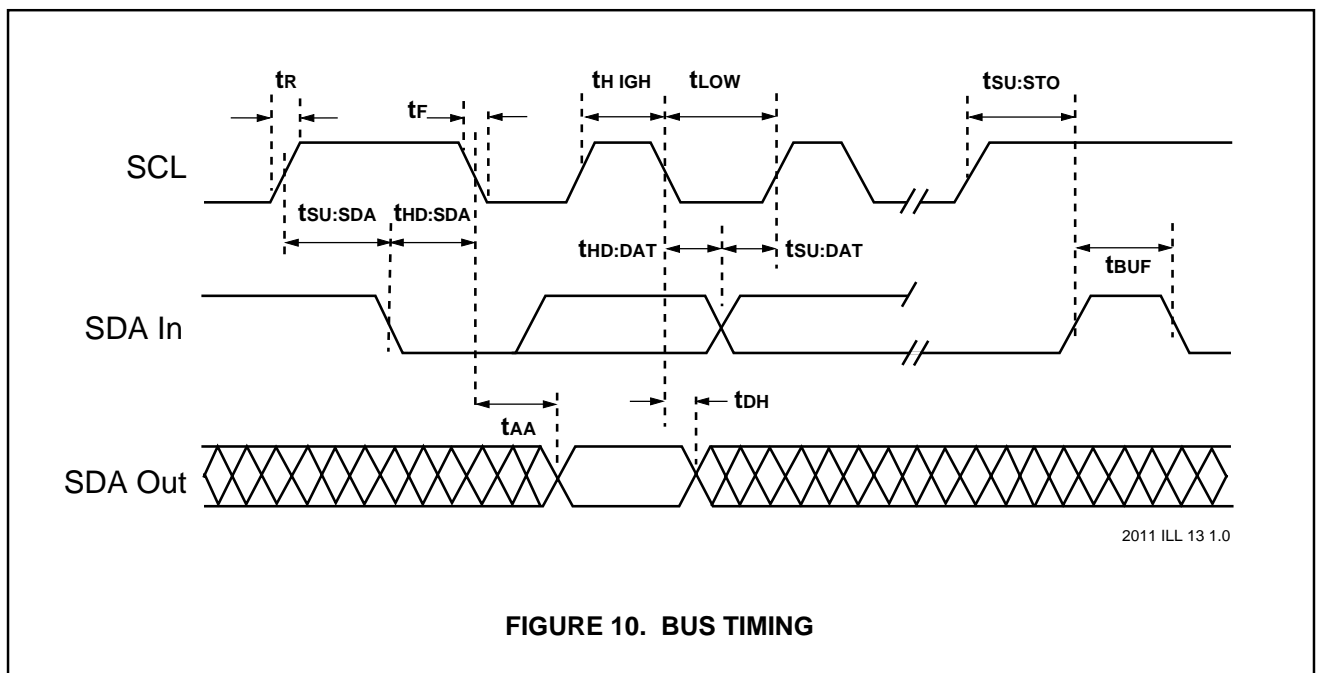 tR
tF
tH IGH
tLOW
tSU:STO
SCL
tSU:SDA
tHD:SDA
tHD:DAT
tSU:DAT
tBUF
SDA In
tAA
tDH
SDA Out
2011 ILL 13 1.0
FIGURE 10. BUS TIMING